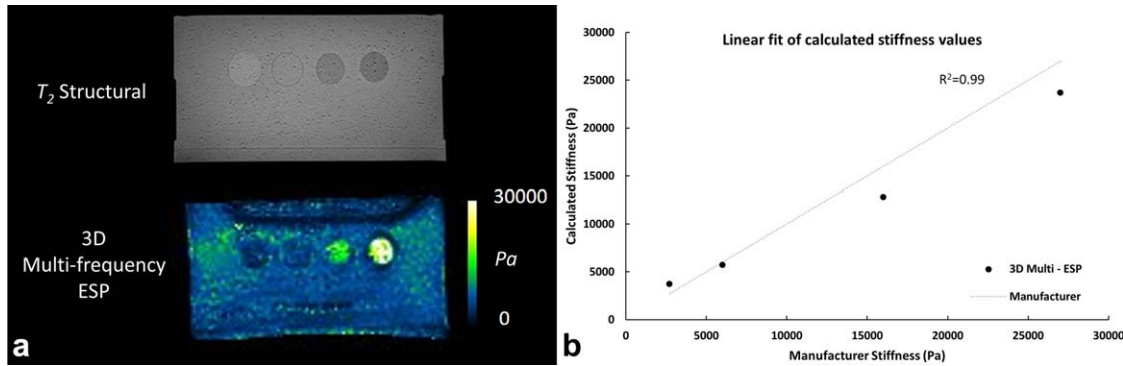 T2 Structural
3D
Multi-frequency
ESP
30000
Pa
0
a
Linear fit of calculated stiffness values
R²=0.99
30000
25000
20000
15000
10000
5000
0
Calculated Stiffness (Pa)
3D Multi - ESP
Manufacturer
0
5000
10000
15000
20000
25000
30000
Manufacturer Stiffness (Pa)
b